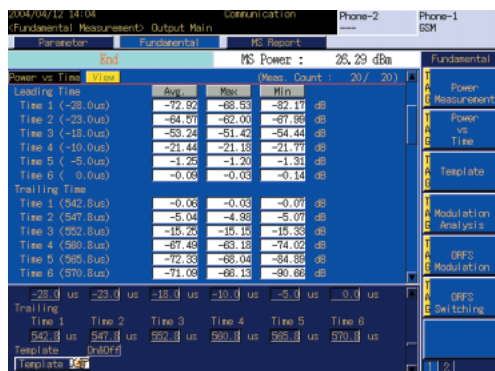 2004/04/12 14:04 Communication Phone-2 Phone-1
<Fundamental Measurement> Output Main ---- GSM
Parameter Fundamental MS Report
End MS Power : 26.29 dBm Fundamental
Power vs Time View (Meas. Count : 20/ 20)
Leading Time Avg. Max Min
Time 1 (-28.0us) -72.92 -68.53 -82.17 dB
Time 2 (-23.0us) -64.57 -62.00 -67.99 dB
Time 3 (-18.0us) -53.24 -51.42 -54.44 dB
Time 4 (-10.0us) -21.44 -21.18 -21.77 dB
Time 5 ( -5.0us) -1.25 -1.20 -1.31 dB
Time 6 ( 0.0us) -0.09 -0.03 -0.14 dB
Trailing Time
Time 1 (542.8us) -0.06 -0.03 -0.07 dB
Time 2 (547.8us) -5.04 -4.98 -5.07 dB
Time 3 (552.8us) -15.25 -15.15 -15.33 dB
Time 4 (560.8us) -67.49 -63.18 -74.02 dB
Time 5 (565.8us) -72.33 -68.04 -84.89 dB
Time 6 (570.8us) -71.09 -66.13 -90.66 dB
-28.0 us -23.0 us -18.0 us -10.0 us -5.0 us 0.0 us
Trailing
Time 1 Time 2 Time 3 Time 4 Time 5 Time 6
542.8 us 547.8 us 552.8 us 560.8 us 565.8 us 570.8 us
Template On&Off
Template
TAG Power Measurement
TAG Power vs Time
TAG Template
TAG Modulation Analysis
TAG ORFS Modulation
TAG ORFS Switching
1 2